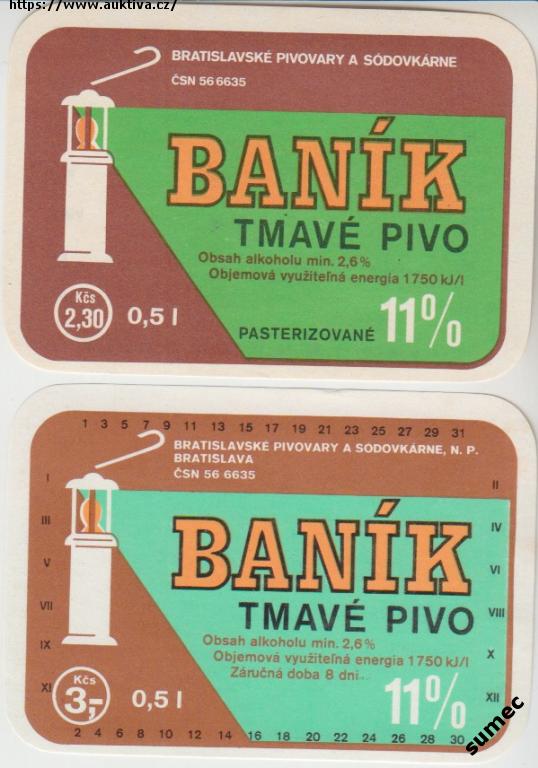 https://www.auktiva.cz/
BRATISLAVSKÉ PIVOVARY A SÓDOVKÁRNE
ČSN 56 6635
BANÍK
TMAVÉ PIVO
Obsah alkoholu min. 2,6%
Objemová využiteľná energia 1750 kJ/l
Kčs
2,30
0,5 l
PASTERIZOVANÉ
11%
1 3 5 7 9 11 13 15 17 19 21 23 25 27 29 31
BRATISLAVSKÉ PIVOVARY A SODOVKÁRNE, N. P.
BRATISLAVA
ČSN 56 6635
I
II
III
IV
V
VI
VII
VIII
IX
X
XI
XII
BANÍK
TMAVÉ PIVO
Obsah alkoholu min. 2,6%
Objemová využiteľná energia 1750 kJ/l
Záručná doba 8 dni
Kčs
3,-
0,5 l
11%
2 4 6 8 10 12 14 16 18 20 22 24 26 28 30
sumec